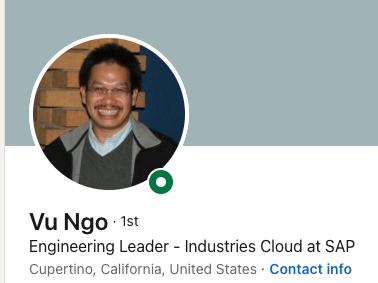 Vu Ngo · 1st
Engineering Leader - Industries Cloud at SAP
Cupertino, California, United States · Contact info